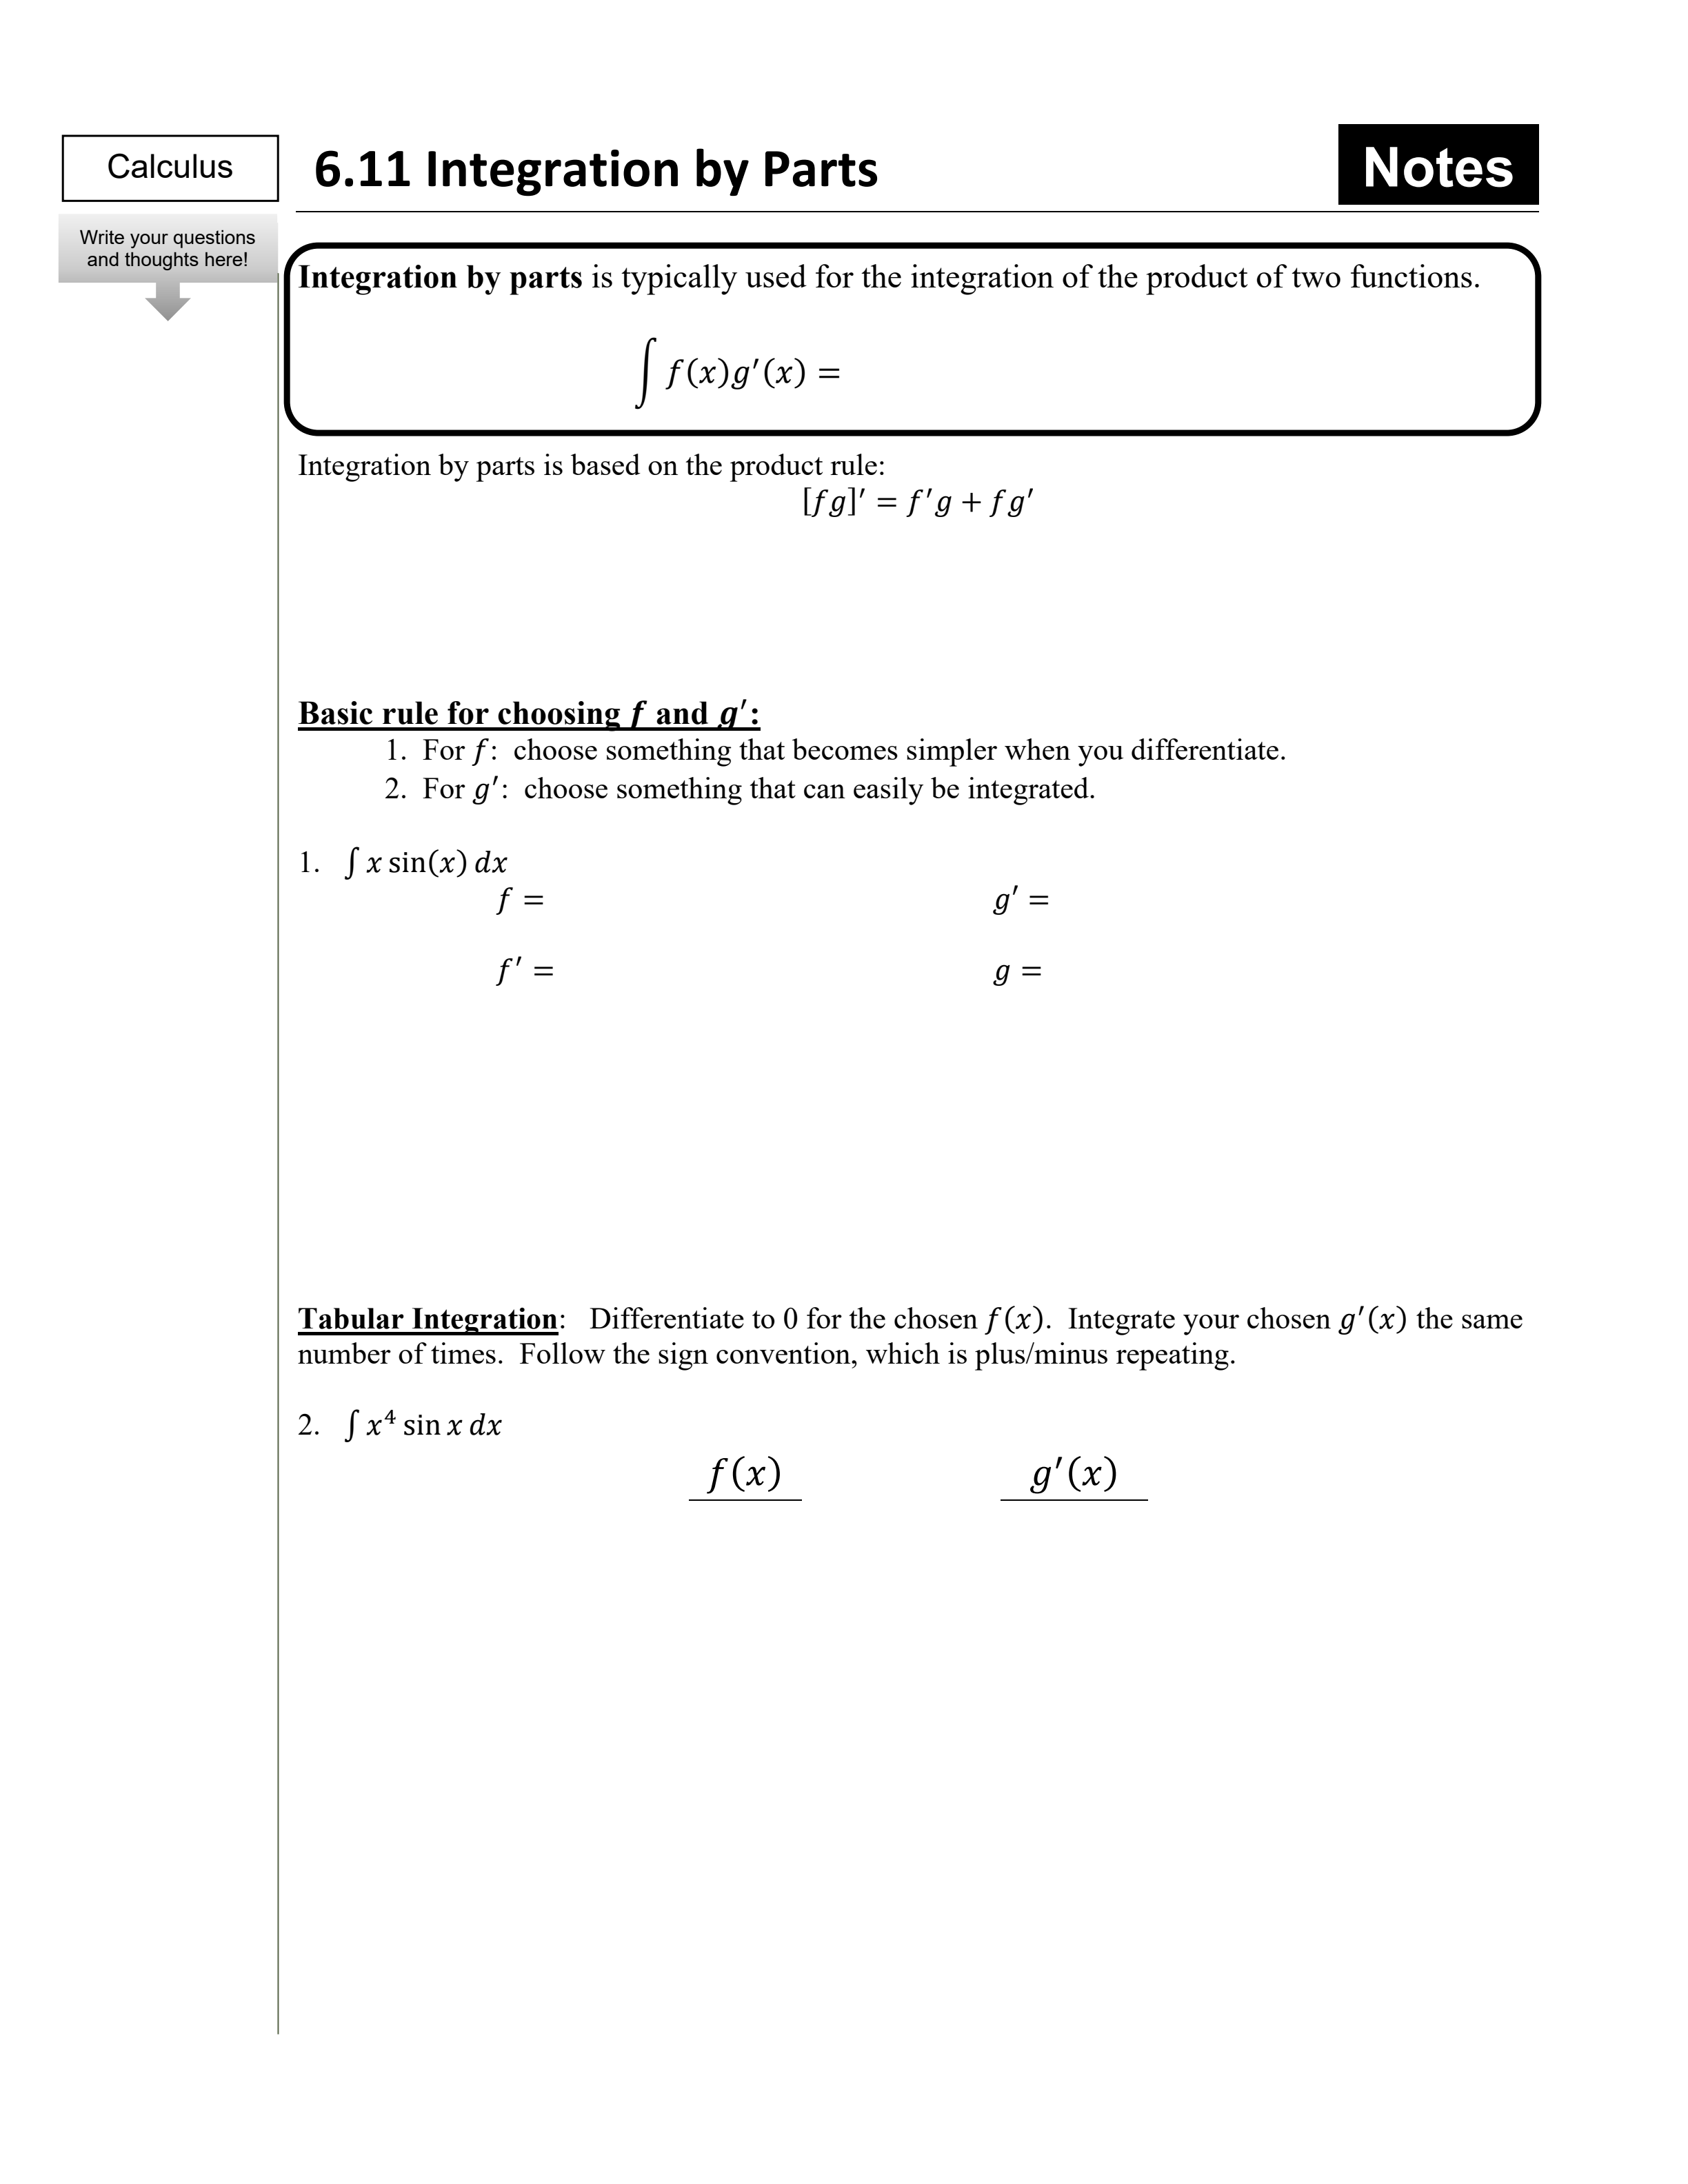 Calculus
6.11 Integration by Parts
Notes
Write your questions
and thoughts here!
Integration by parts is typically used for the integration of the product of two functions.
∫ f(x)g′(x) =
Integration by parts is based on the product rule:
[fg]′ = f′g + fg′
Basic rule for choosing f and g′:
1. For f: choose something that becomes simpler when you differentiate.
2. For g′: choose something that can easily be integrated.
1. ∫ x sin(x) dx
f = g′ =
f′ = g =
Tabular Integration: Differentiate to 0 for the chosen f(x). Integrate your chosen g′(x) the same
number of times. Follow the sign convention, which is plus/minus repeating.
2. ∫ x⁴ sin x dx
f(x) g′(x)